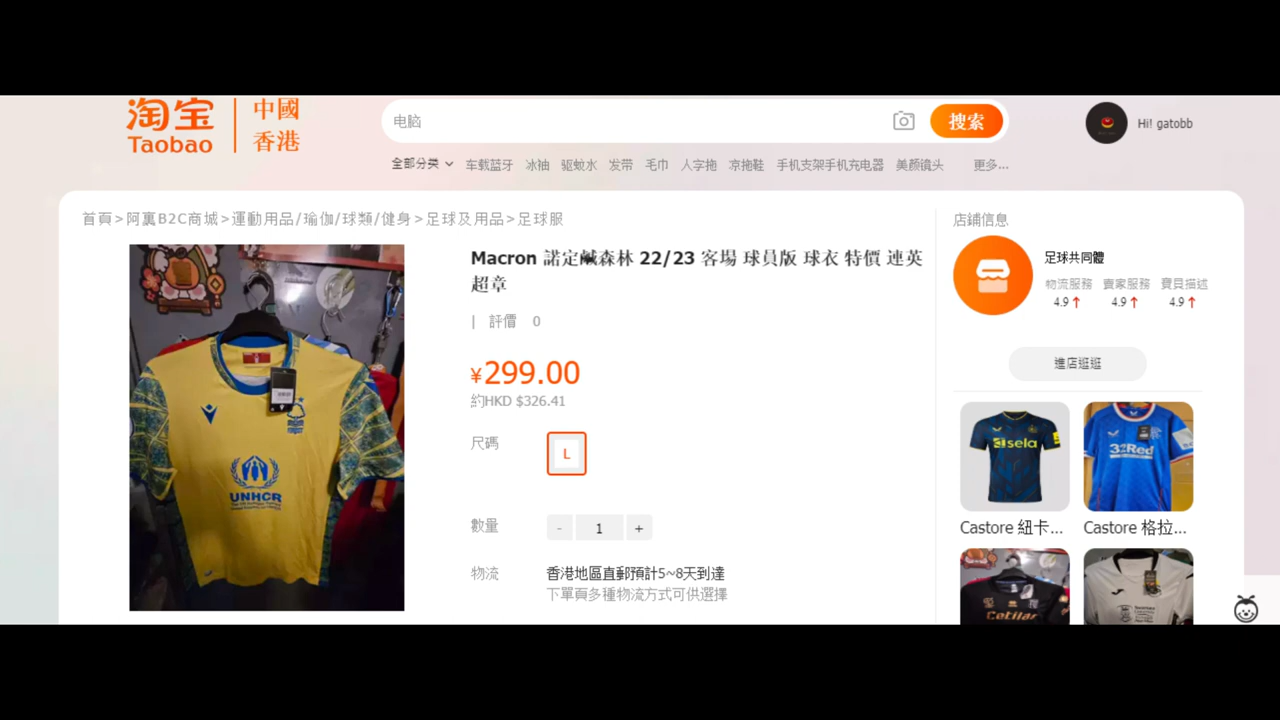 淘宝
Taobao
中國
香港
电脑
搜索
Hi! gatobb
全部分类 车载蓝牙 冰袖 驱蚊水 发带 毛巾 人字拖 凉拖鞋 手机支架手机充电器 美颜镜头 更多...
首頁>阿裏B2C商城>運動用品/瑜伽/球類/健身>足球及用品>足球服
Macron 諾定鹹森林 22/23 客場 球員版 球衣 特價 連英
超章
| 評價 0
¥299.00
約HKD $326.41
尺碼
L
數量
- 1 +
物流
香港地區直郵預計5~8天到達
下單頁多種物流方式可供選擇
UNHCR
店鋪信息
足球共同體
物流服務 賣家服務 寶貝描述
4.9↑ 4.9↑ 4.9↑
進店逛逛
sela
32Red
Castore 紐卡...
Castore 格拉...
Cetilar